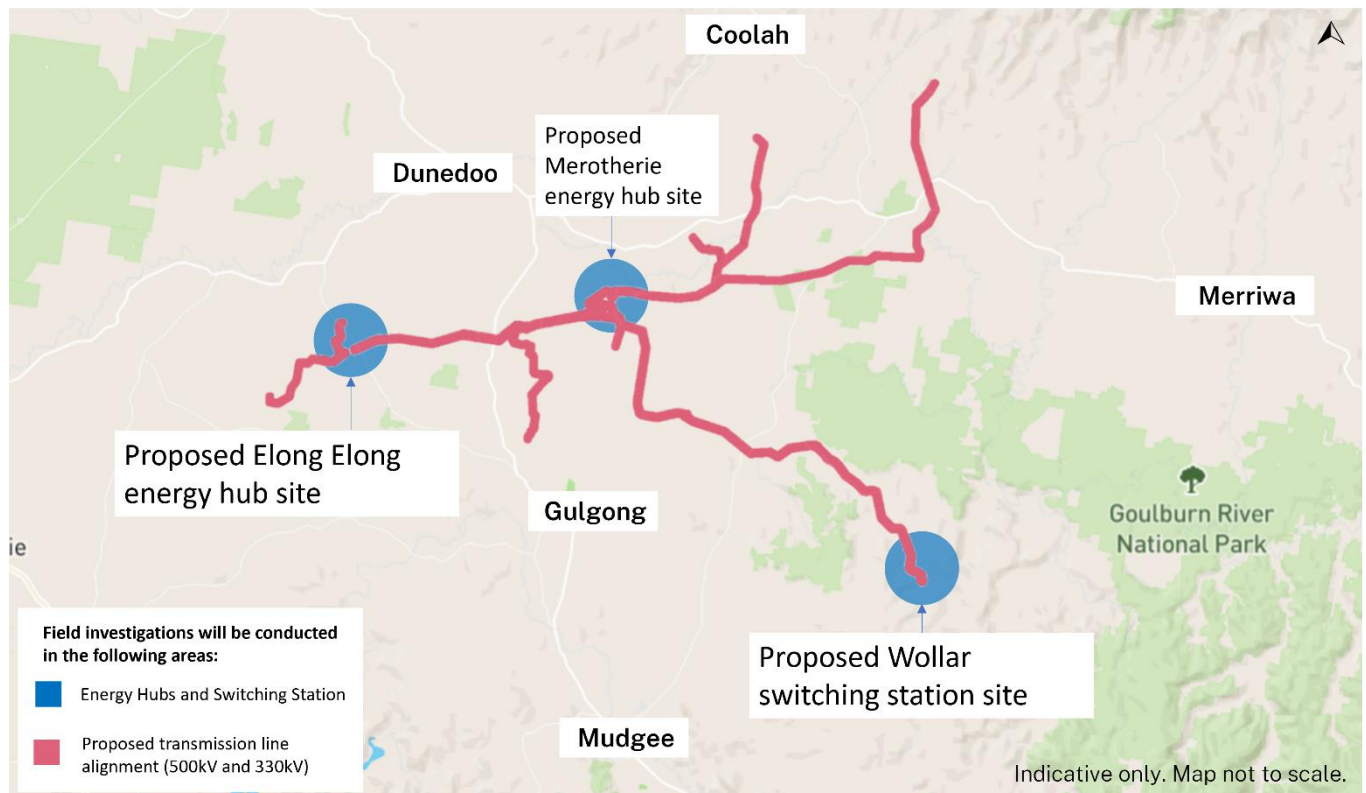 Coolah
Proposed
Merotherie
energy hub site
Dunedoo
Merriwa
Proposed Elong Elong
energy hub site
Gulgong
Goulburn River
National Park
ie
Field investigations will be conducted
in the following areas:
Energy Hubs and Switching Station
Proposed transmission line
alignment (500kV and 330kV)
Proposed Wollar
switching station site
Mudgee
Indicative only. Map not to scale.